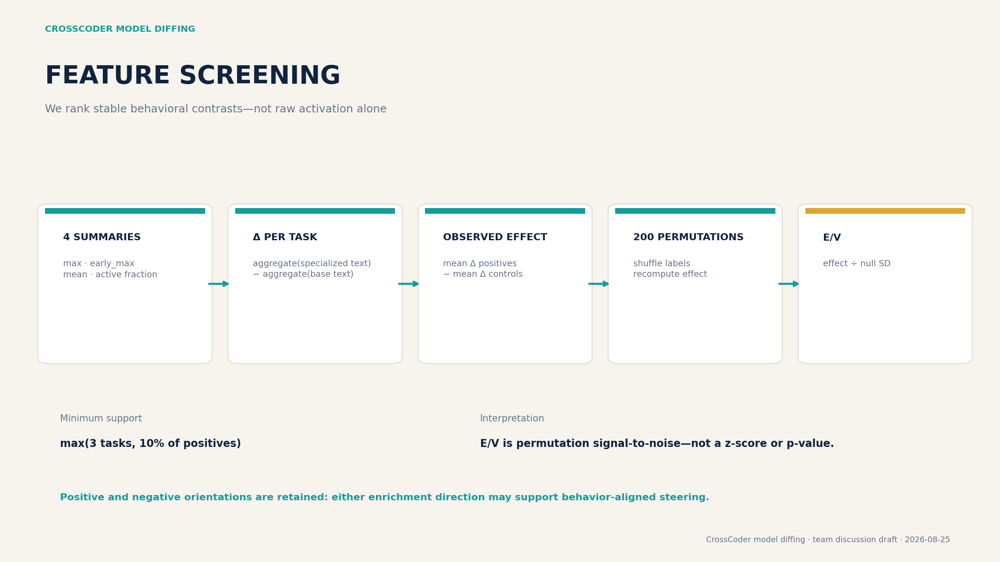 CROSSCODER MODEL DIFFING
FEATURE SCREENING
We rank stable behavioral contrasts—not raw activation alone
4 SUMMARIES
max · early_max
mean · active fraction
Δ PER TASK
aggregate(specialized text)
− aggregate(base text)
OBSERVED EFFECT
mean Δ positives
− mean Δ controls
200 PERMUTATIONS
shuffle labels
recompute effect
E/V
effect ÷ null SD
Minimum support
max(3 tasks, 10% of positives)
Interpretation
E/V is permutation signal-to-noise—not a z-score or p-value.
Positive and negative orientations are retained: either enrichment direction may support behavior-aligned steering.
CrossCoder model diffing · team discussion draft · 2026-08-25